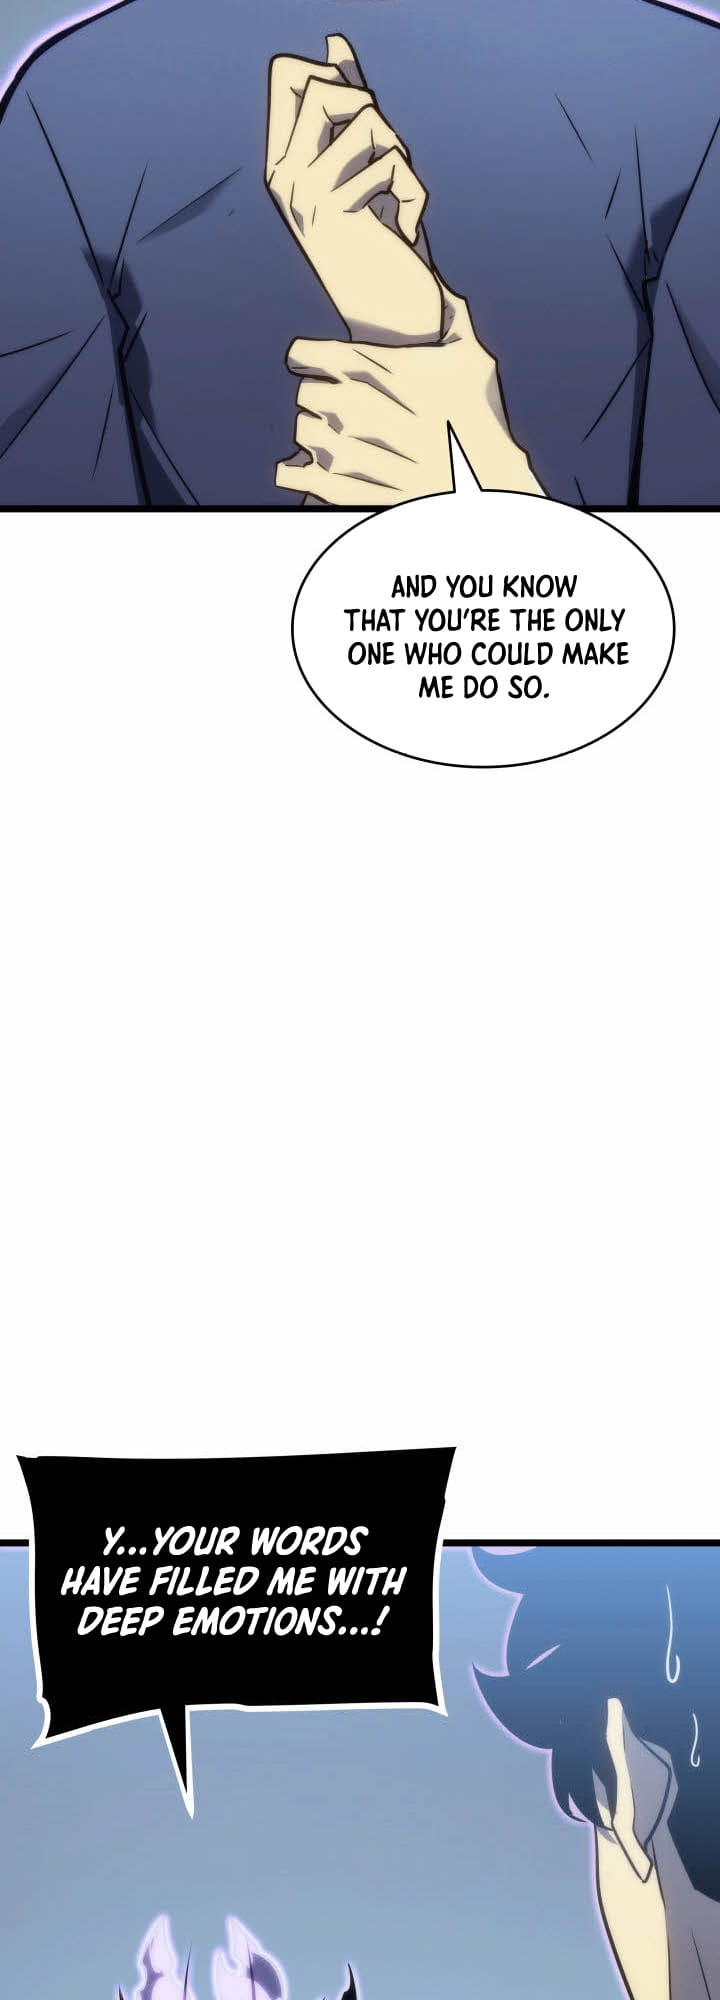 AND YOU KNOW
THAT YOU'RE THE ONLY
ONE WHO COULD MAKE
ME DO SO.
Y...YOUR WORDS
HAVE FILLED ME WITH
DEEP EMOTIONS...!